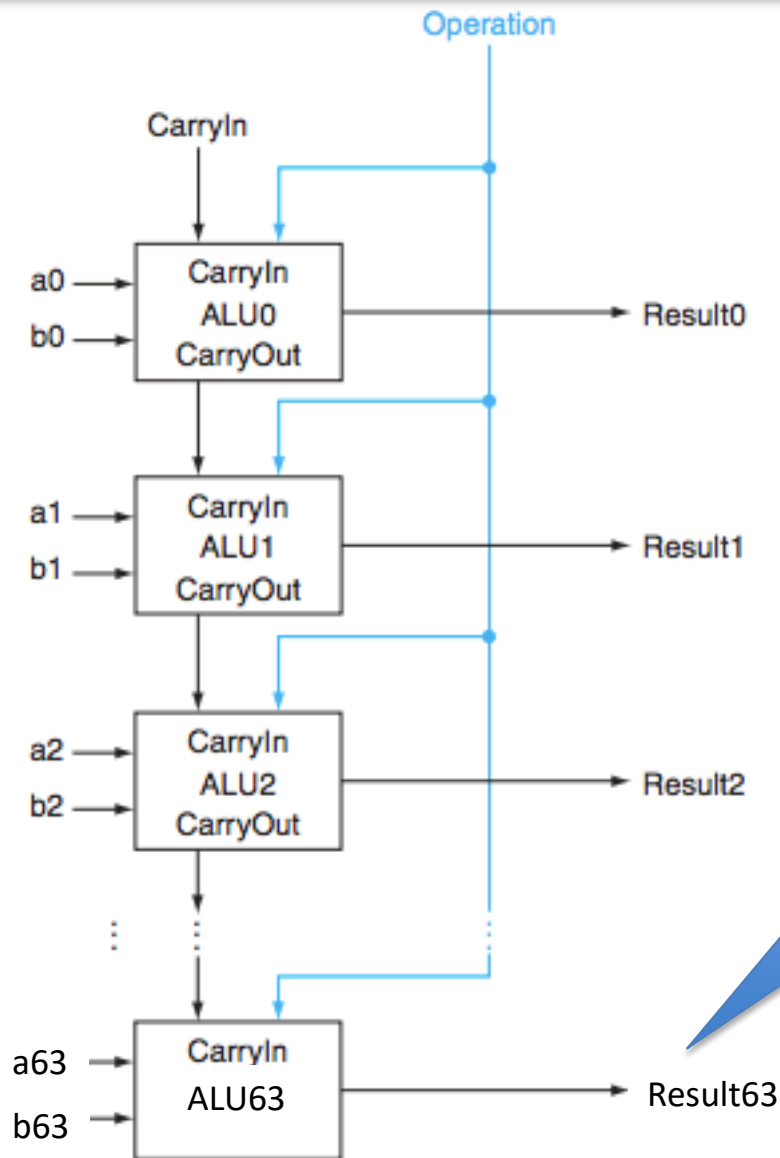 Operation
CarryIn
a0
b0
CarryIn
ALU0
CarryOut
Result0
a1
b1
CarryIn
ALU1
CarryOut
Result1
a2
b2
CarryIn
ALU2
CarryOut
Result2
...
...
...
a63
b63
CarryIn
ALU63
Result63